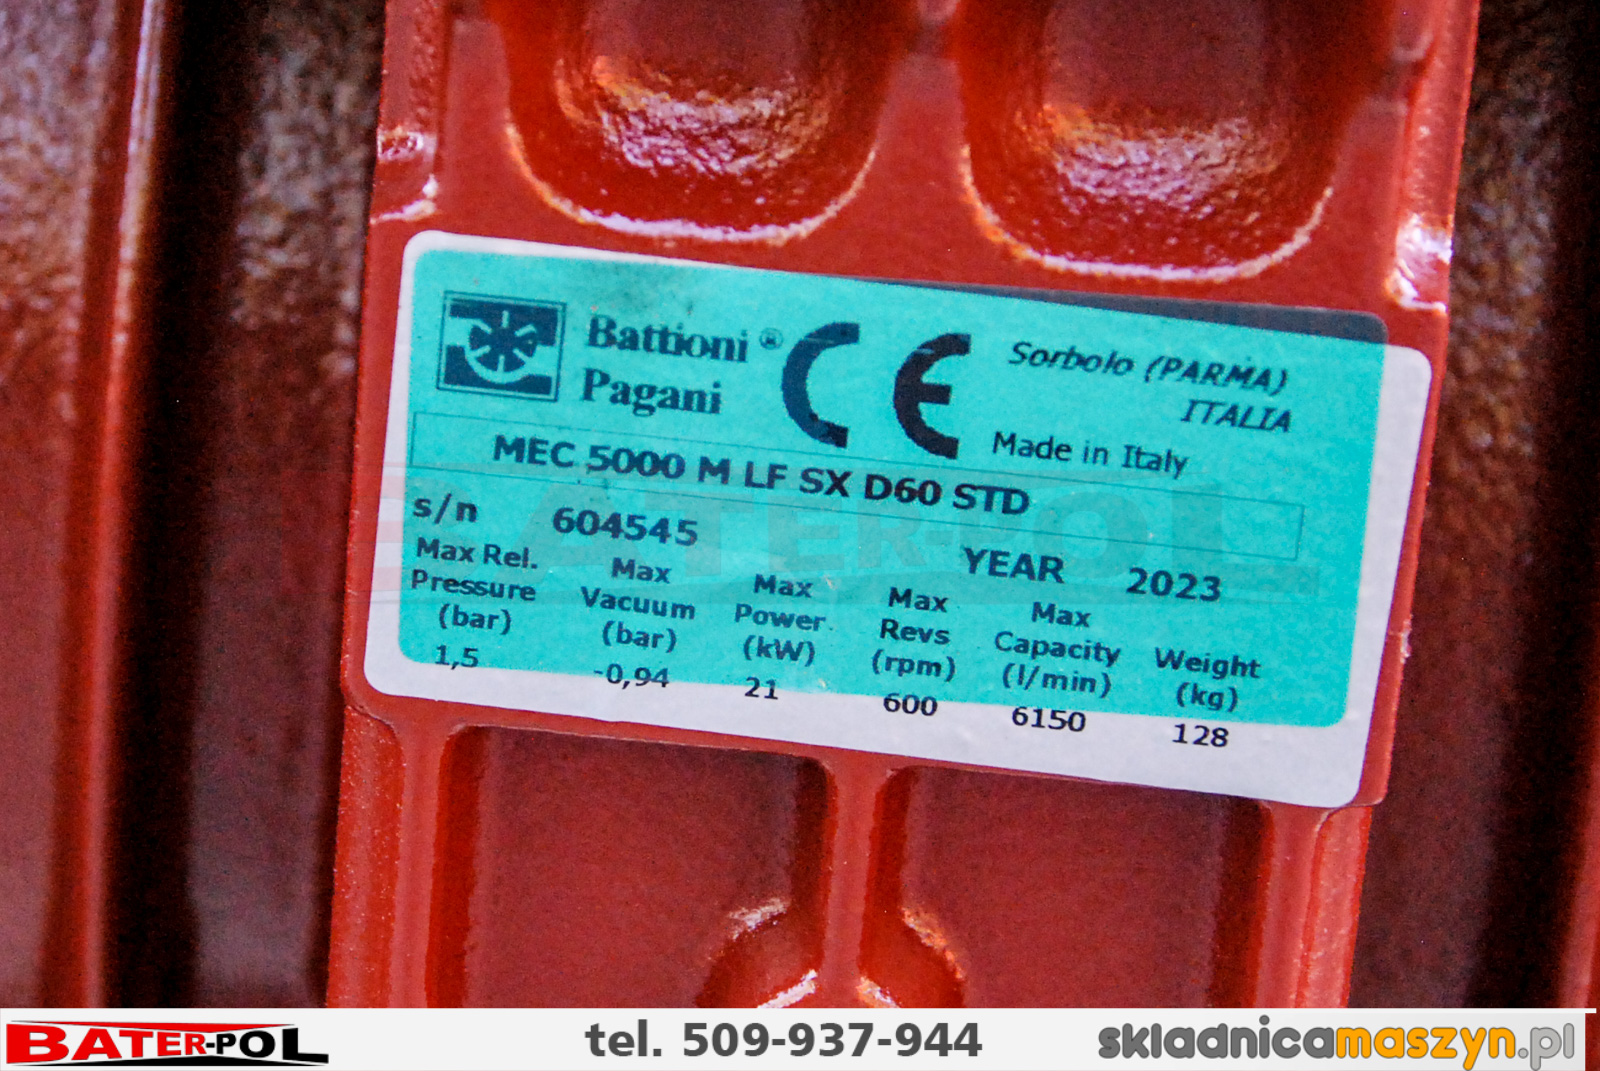 Battioni ®
Pagani
CE
Sorbolo (PARMA)
ITALIA
Made in Italy
MEC 5000 M LF SX D60 STD
s/n 604545 YEAR 2023
Max Rel. Pressure (bar) Max Vacuum (bar) Max Power (kW) Max Revs (rpm) Max Capacity (l/min) Weight (kg)
1,5 -0,94 21 600 6150 128
BATER-POL
BATER-POL tel. 509-937-944 skladnicamaszyn.pl